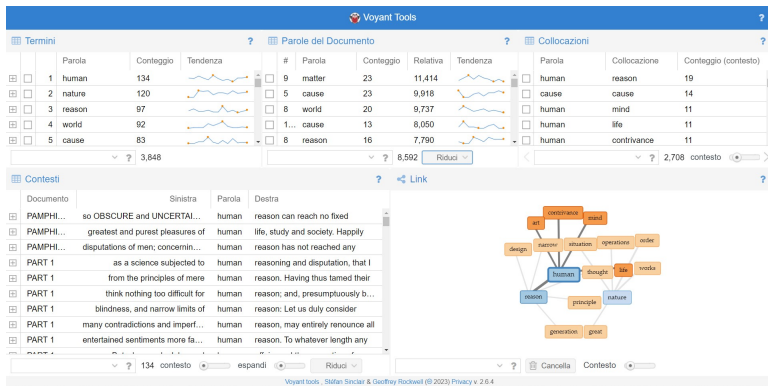 Voyant Tools ?
Termini ?
Parola Conteggio Tendenza
1 human 134
2 nature 120
3 reason 97
4 world 92
5 cause 83
? 3,848
Parole del Documento ?
# Parola Conteggio Relativa Tendenza
9 matter 23 11,414
5 cause 23 9,918
8 world 20 9,737
1... cause 13 8,050
8 reason 16 7,790
? 8,592 Riduci
Collocazioni ?
Parola Collocazione Conteggio (contesto)
human reason 19
cause cause 14
human mind 11
human life 11
human contrivance 11
? 2,708 contesto
Contesti ?
Documento Sinistra Parola Destra
PAMPHI... so OBSCURE and UNCERTAI... human reason can reach no fixed
PAMPHI... greatest and purest pleasures of human life, study and society. Happily
PAMPHI... disputations of men; concernin... human reason has not reached any
PART 1 as a science subjected to human reasoning and disputation, that I
PART 1 from the principles of mere human reason. Having thus tamed their
PART 1 think nothing too difficult for human reason; and, presumptuously b...
PART 1 blindness, and narrow limits of human reason: Let us duly consider
PART 1 many contradictions and imperf... human reason, may entirely renounce all
PART 1 entertained sentiments more fa... human reason. To whatever length any
? 134 contesto espandi Riduci
Link ?
contrivance
art mind
design narrow situation operations order
human thought life works
reason principle nature
generation great
? Cancella Contesto
Voyant tools , Stéfan Sinclair & Geoffrey Rockwell (© 2023) Privacy v. 2.6.4